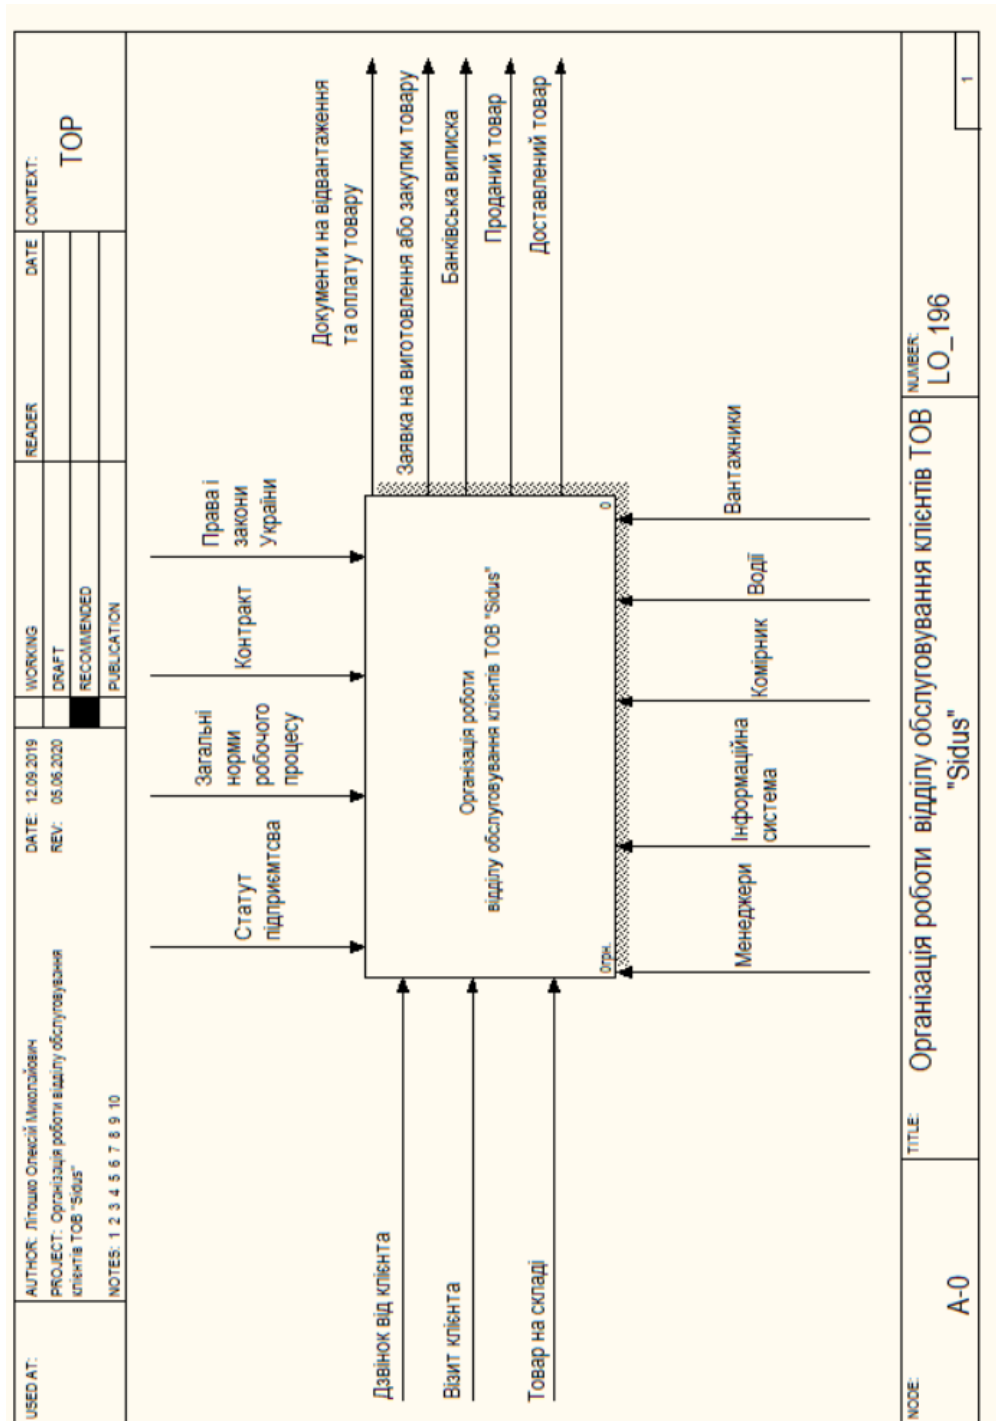 USED AT:
AUTHOR: Літошко Олексій Миколайович
PROJECT: Організація роботи відділу обслуговування
клієнтів ТОВ "Sidus"
NOTES: 1 2 3 4 5 6 7 8 9 10
DATE: 12.09.2019
REV: 05.06.2020
WORKING
DRAFT
RECOMMENDED
PUBLICATION
READER
DATE
CONTEXT:
TOP
Статут
підприємтсва
Загальні
норми
робочого
процесу
Контракт
Права і
закони
України
Дзвінок від клієнта
Візит клієнта
Товар на складі
Організація роботи
відділу обслуговування клієнтів ТОВ "Sidus"
0грн.
0
Документи на відвантаження
та оплату товару
Заявка на виготовлення або закупки товару
Банківська виписка
Проданий товар
Доставлений товар
Менеджери
Інформаційна
система
Комірник
Водії
Вантажники
NODE:
A-0
TITLE:
Організація роботи відділу обслуговування клієнтів ТОВ
"Sidus"
NUMBER:
LO_196
1